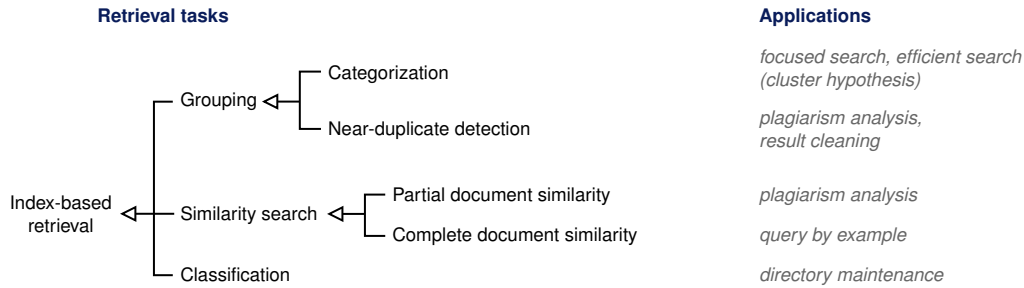 Retrieval tasks
Applications
focused search, efficient search
(cluster hypothesis)
Categorization
Grouping
plagiarism analysis,
result cleaning
Near-duplicate detection
Partial document similarity
plagiarism analysis
Index-based
retrieval
Similarity search
Complete document similarity
query by example
Classification
directory maintenance